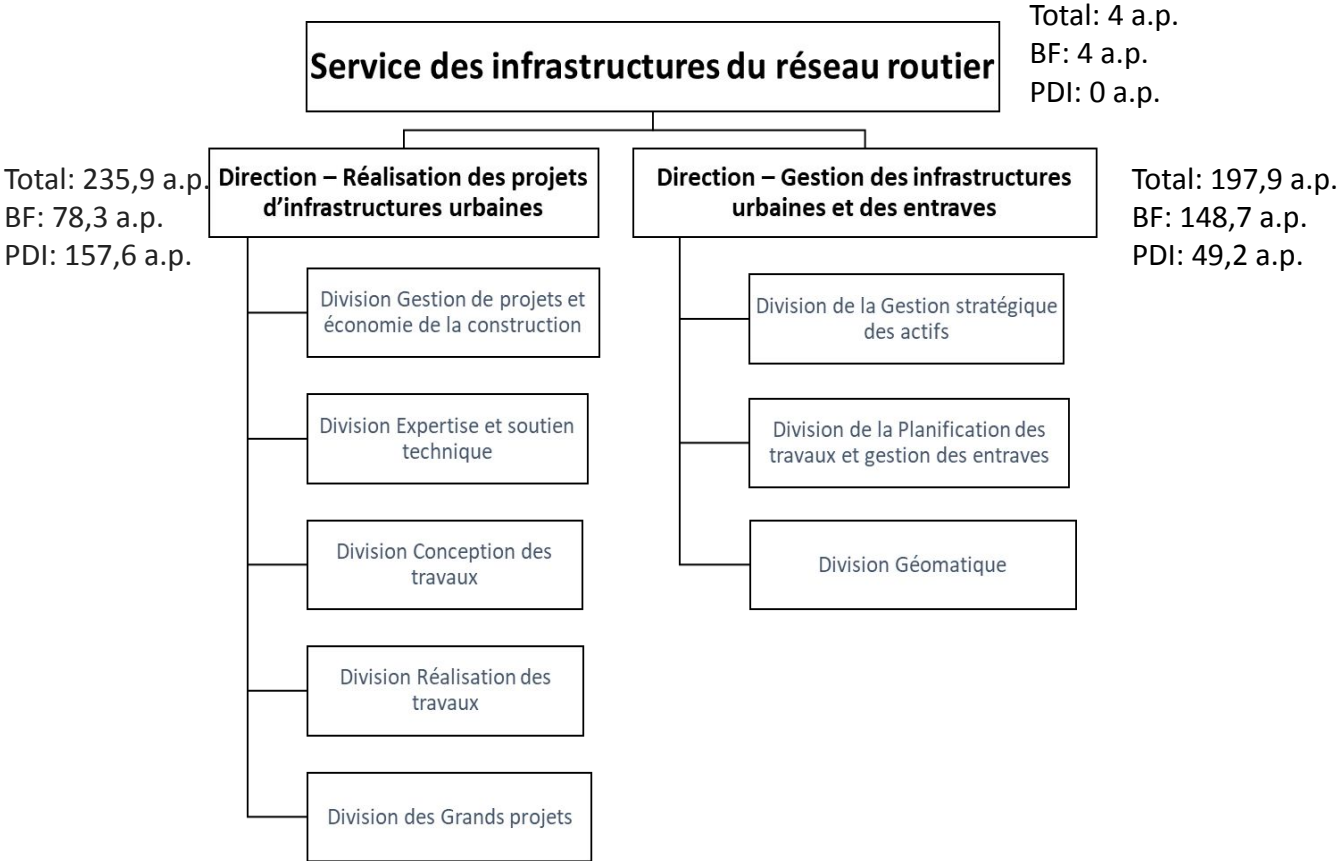 Total: 4 a.p.
BF: 4 a.p.
PDI: 0 a.p.
Service des infrastructures du réseau routier
Total: 235,9 a.p.
BF: 78,3 a.p.
PDI: 157,6 a.p.
Direction – Réalisation des projets
d'infrastructures urbaines
Direction – Gestion des infrastructures
urbaines et des entraves
Total: 197,9 a.p.
BF: 148,7 a.p.
PDI: 49,2 a.p.
Division Gestion de projets et
économie de la construction
Division Expertise et soutien
technique
Division Conception des
travaux
Division Réalisation des
travaux
Division des Grands projets
Division de la Gestion stratégique
des actifs
Division de la Planification des
travaux et gestion des entraves
Division Géomatique